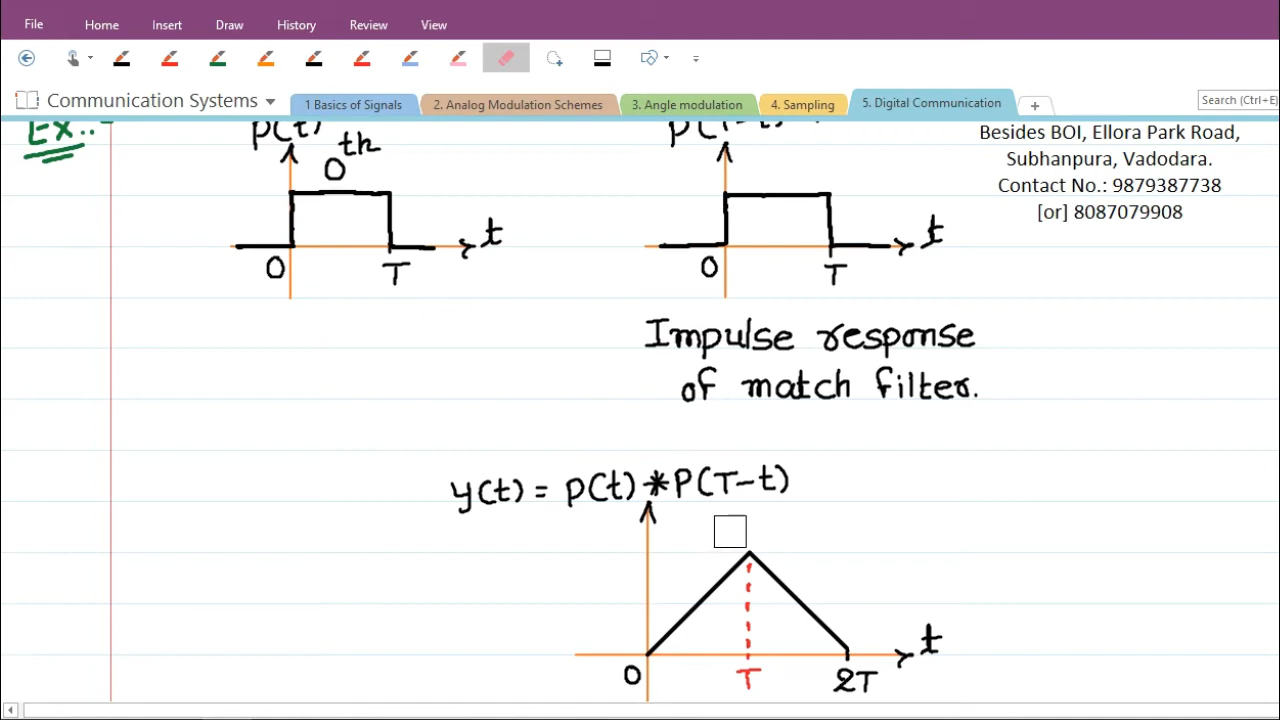 File Home Insert Draw History Review View
Communication Systems
1 Basics of Signals
2. Analog Modulation Schemes
3. Angle modulation
4. Sampling
5. Digital Communication
+
Search (Ctrl+E)
Ex..
p(t)
0th
t
0
T
t
0
T
Besides BOI, Ellora Park Road,
Subhanpura, Vadodara.
Contact No.: 9879387738
[or] 8087079908
Impulse response
of match filter.
y(t) = p(t) * P(T-t)
t
0
T
2T